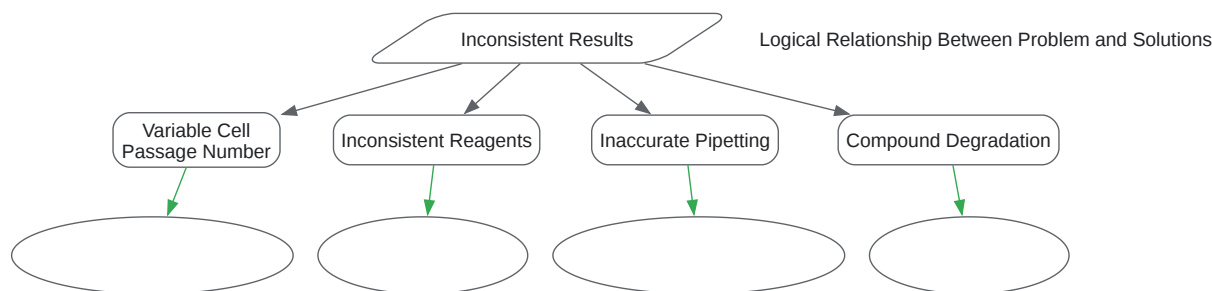 Inconsistent Results
Logical Relationship Between Problem and Solutions
Variable Cell
Passage Number
Inconsistent Reagents
Inaccurate Pipetting
Compound Degradation